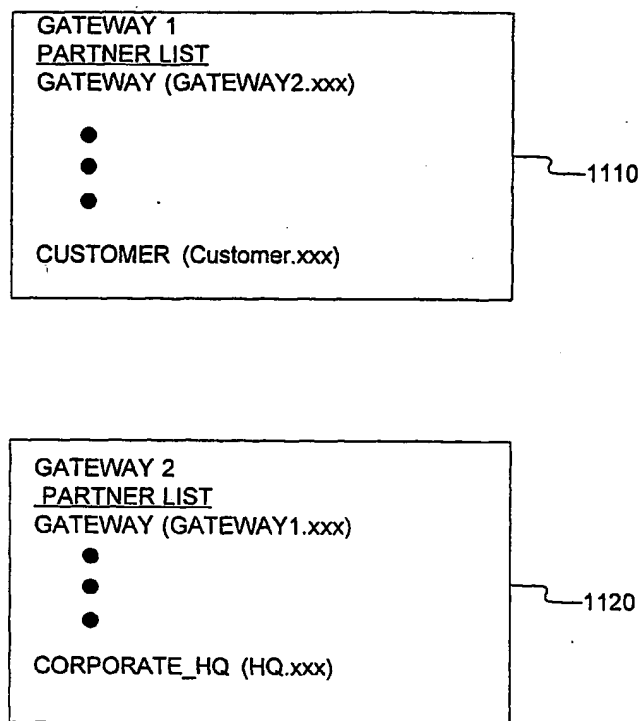 GATEWAY 1
PARTNER LIST
GATEWAY (GATEWAY2.xxx)
CUSTOMER (Customer.xxx)
1110
GATEWAY 2
PARTNER LIST
GATEWAY (GATEWAY1.xxx)
CORPORATE_HQ (HQ.xxx)
1120